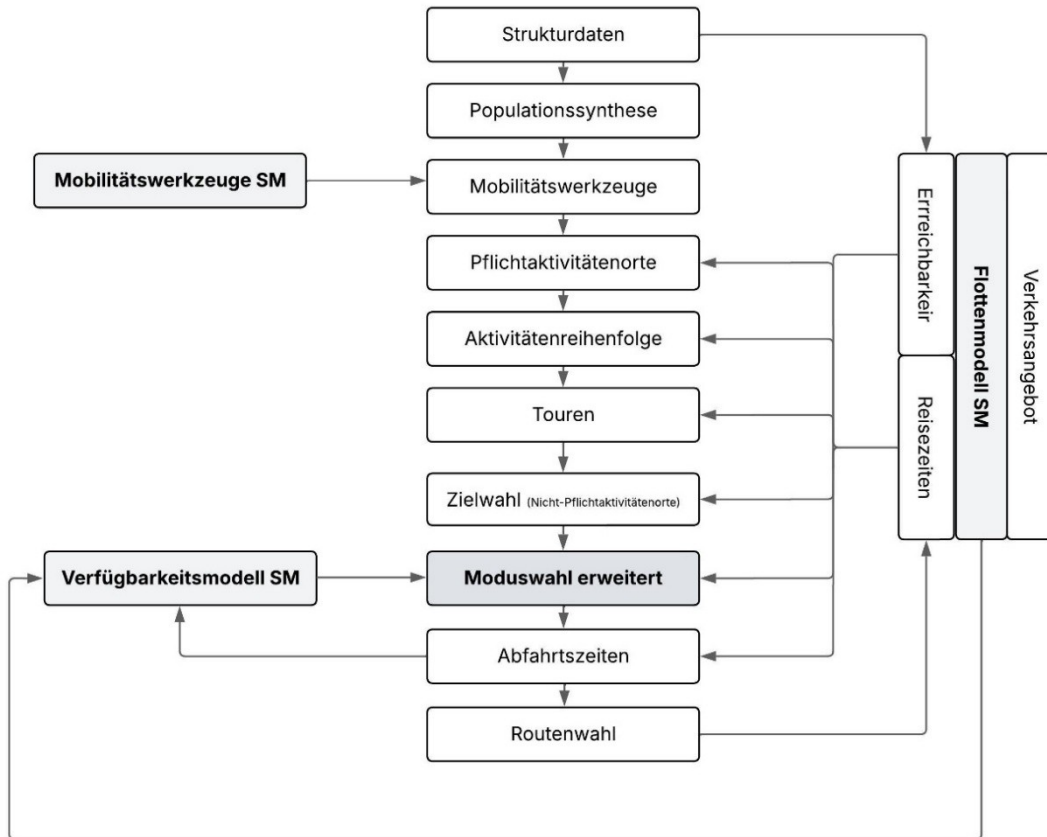 Strukturdaten
Populationssynthese
Mobilitätswerkzeuge SM
Mobilitätswerkzeuge
Pflichtaktivitätenorte
Aktivitätenreihenfolge
Touren
Zielwahl (Nicht-Pflichtaktivitätenorte)
Verfügbarkeitsmodell SM
Moduswahl erweitert
Abfahrtszeiten
Routenwahl
Errreichbarkeir
Reisezeiten
Flottenmodell SM
Verkehrsangebot